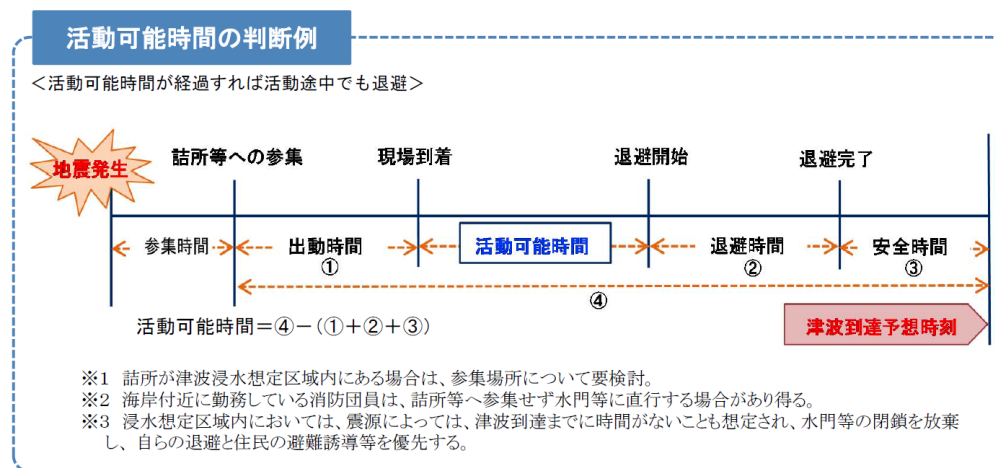 活動可能時間の判断例
＜活動可能時間が経過すれば活動途中でも退避＞
地震発生
詰所等への参集
現場到着
退避開始
退避完了
参集時間
出動時間
①
活動可能時間
退避時間
②
安全時間
③
④
活動可能時間＝④－(①＋②＋③)
津波到達予想時刻
※1　詰所が津波浸水想定区域内にある場合は、参集場所について要検討。
※2　海岸付近に勤務している消防団員は、詰所等へ参集せず水門等に直行する場合があり得る。
※3　浸水想定区域内においては、震源によっては、津波到達までに時間がないことも想定され、水門等の閉鎖を放棄
し、自らの退避と住民の避難誘導等を優先する。